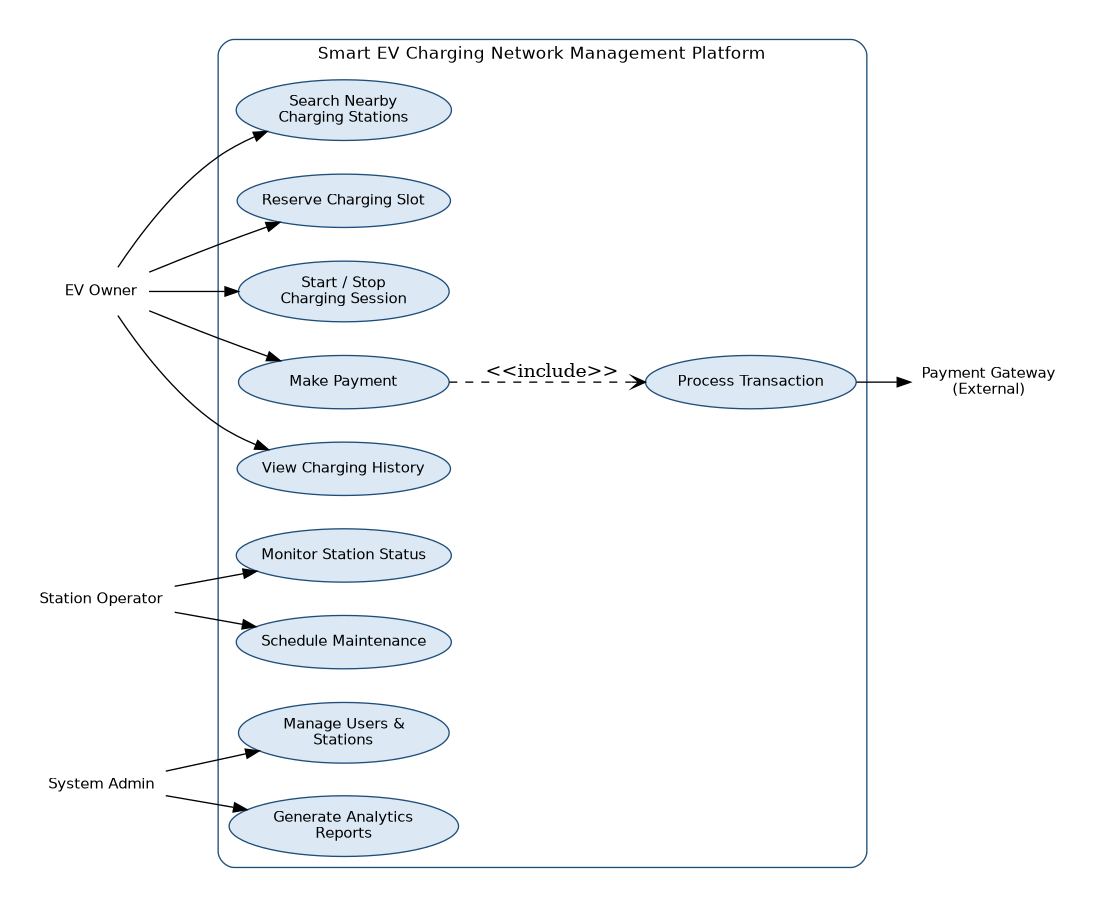 Smart EV Charging Network Management Platform
Search Nearby
Charging Stations
Reserve Charging Slot
EV Owner
Start / Stop
Charging Session
Make Payment
<<include>>
Process Transaction
Payment Gateway
(External)
View Charging History
Monitor Station Status
Station Operator
Schedule Maintenance
Manage Users &
Stations
System Admin
Generate Analytics
Reports